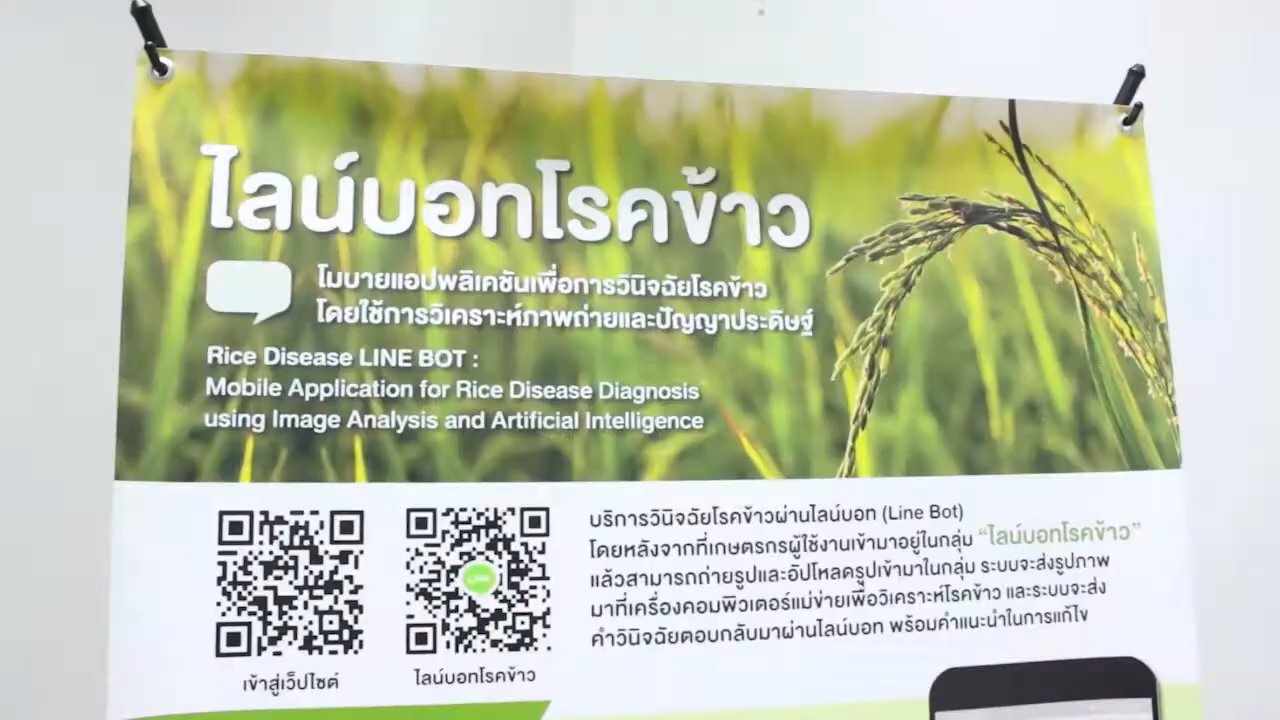 ไลน์บอทโรคข้าว
โมบายแอปพลิเคชันเพื่อการวินิจฉัยโรคข้าว
โดยใช้การวิเคราะห์ภาพถ่ายและปัญญาประดิษฐ์
Rice Disease LINE BOT :
Mobile Application for Rice Disease Diagnosis
using Image Analysis and Artificial Intelligence
บริการวินิจฉัยโรคข้าวผ่านไลน์บอท (Line Bot)
โดยหลังจากที่เกษตรกรผู้ใช้งานเข้ามาอยู่ในกลุ่ม “ไลน์บอทโรคข้าว”
แล้วสามารถถ่ายรูปและอัปโหลดรูปเข้ามาในกลุ่ม ระบบจะส่งรูปภาพ
มาที่เครื่องคอมพิวเตอร์แม่ข่ายเพื่อวิเคราะห์โรคข้าว และระบบจะส่ง
คำวินิจฉัยตอบกลับมาผ่านไลน์บอท พร้อมคำแนะนำในการแก้ไข
เข้าสู่เว็ปไซต์
ไลน์บอทโรคข้าว